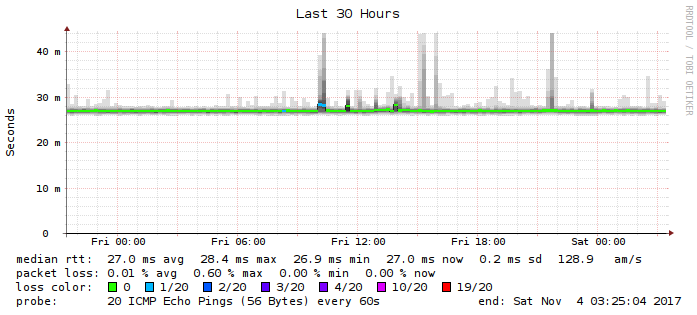 Last 30 Hours
RRDTOOL / TOBI OETIKER
Seconds
40 m
30 m
20 m
10 m
0
Fri 00:00 Fri 06:00 Fri 12:00 Fri 18:00 Sat 00:00
median rtt: 27.0 ms avg 28.4 ms max 26.9 ms min 27.0 ms now 0.2 ms sd 128.9 am/s
packet loss: 0.01 % avg 0.60 % max 0.00 % min 0.00 % now
loss color: 0 1/20 2/20 3/20 4/20 10/20 19/20
probe: 20 ICMP Echo Pings (56 Bytes) every 60s end: Sat Nov 4 03:25:04 2017